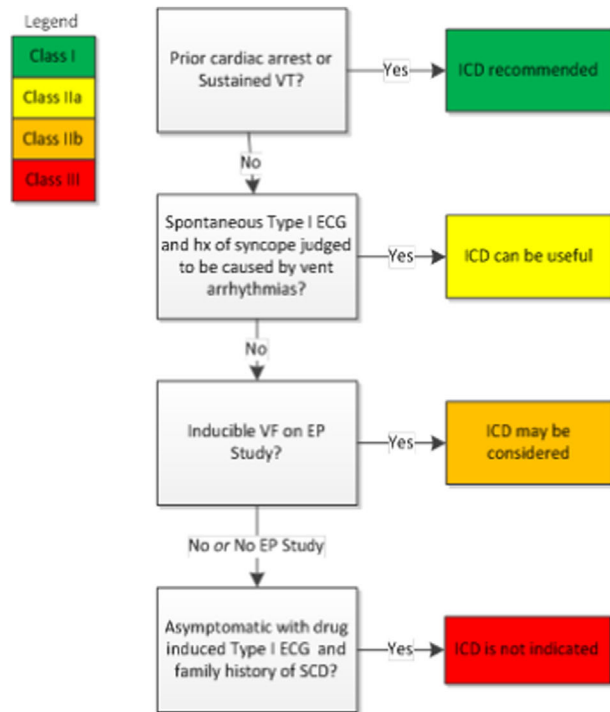 Legend
Class I
Class IIa
Class IIb
Class III
Prior cardiac arrest or
Sustained VT?
Yes
ICD recommended
No
Spontaneous Type I ECG
and hx of syncope judged
to be caused by vent
arrhythmias?
Yes
ICD can be useful
No
Inducible VF on EP
Study?
Yes
ICD may be
considered
No or No EP Study
Asymptomatic with drug
induced Type I ECG and
family history of SCD?
Yes
ICD is not indicated